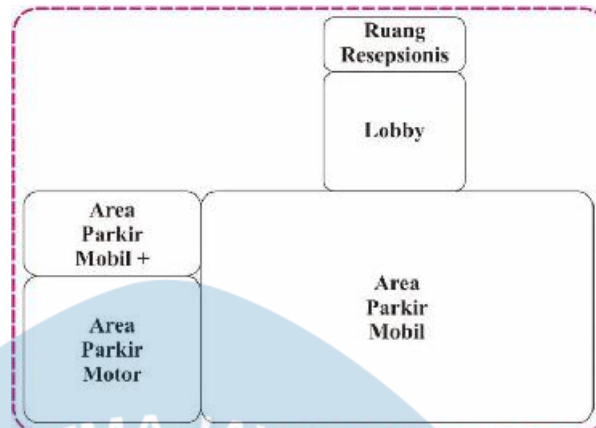 Ruang
Resepsionis
Lobby
Area
Parkir
Mobil +
Area
Parkir
Mobil
Area
Parkir
Motor